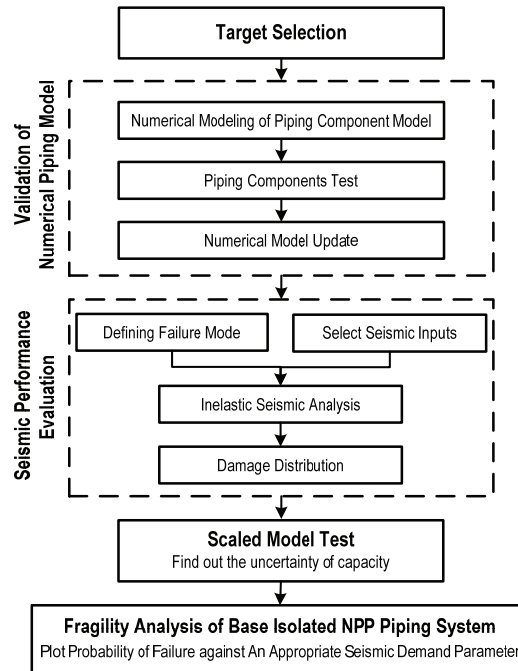 Target Selection
Validation of
Numerical Piping Model
Numerical Modeling of Piping Component Model
Piping Components Test
Numerical Model Update
Seismic Performance
Evaluation
Defining Failure Mode
Select Seismic Inputs
Inelastic Seismic Analysis
Damage Distribution
Scaled Model Test
Find out the uncertainty of capacity
Fragility Analysis of Base Isolated NPP Piping System
Plot Probability of Failure against An Appropriate Seismic Demand Parameter